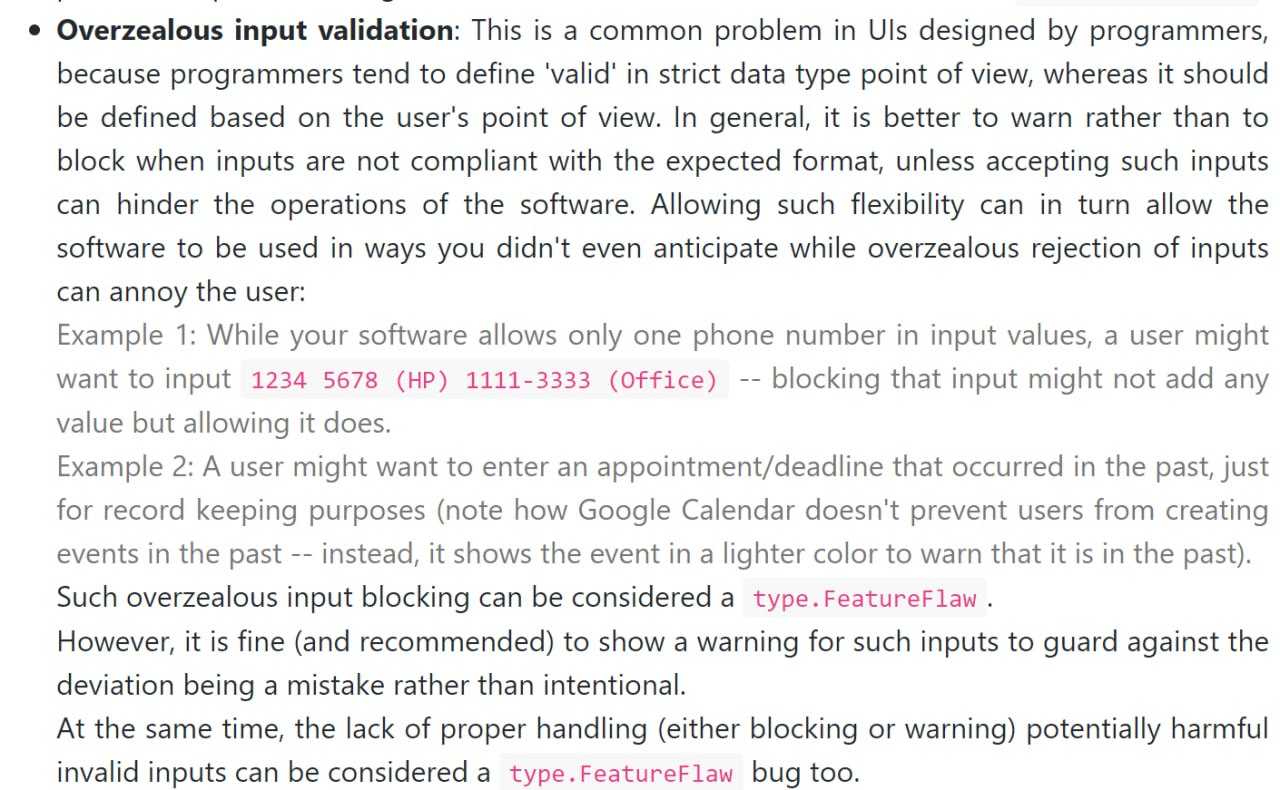 • Overzealous input validation: This is a common problem in UIs designed by programmers,
because programmers tend to define 'valid' in strict data type point of view, whereas it should
be defined based on the user's point of view. In general, it is better to warn rather than to
block when inputs are not compliant with the expected format, unless accepting such inputs
can hinder the operations of the software. Allowing such flexibility can in turn allow the
software to be used in ways you didn't even anticipate while overzealous rejection of inputs
can annoy the user:
Example 1: While your software allows only one phone number in input values, a user might
want to input 1234 5678 (HP) 1111-3333 (Office) -- blocking that input might not add any
value but allowing it does.
Example 2: A user might want to enter an appointment/deadline that occurred in the past, just
for record keeping purposes (note how Google Calendar doesn't prevent users from creating
events in the past -- instead, it shows the event in a lighter color to warn that it is in the past).
Such overzealous input blocking can be considered a type.FeatureFlaw.
However, it is fine (and recommended) to show a warning for such inputs to guard against the
deviation being a mistake rather than intentional.
At the same time, the lack of proper handling (either blocking or warning) potentially harmful
invalid inputs can be considered a type.FeatureFlaw bug too.